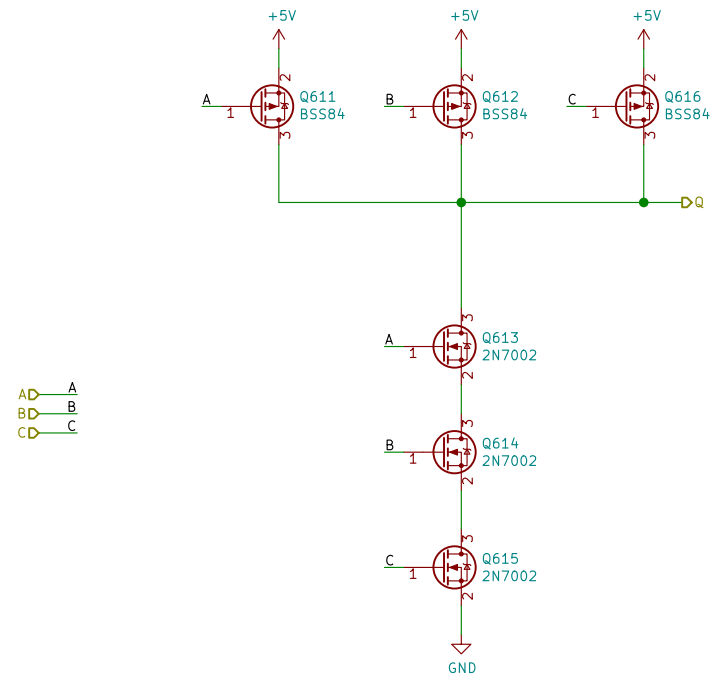 +5V +5V +5V
2 2 2
A 1 Q611 B 1 Q612 C 1 Q616
BSS84 BSS84 BSS84
3 3 3
Q
3
A 1 Q613
2N7002
2
A A
B B
C C
3
B 1 Q614
2N7002
2
3
C 1 Q615
2N7002
2
GND